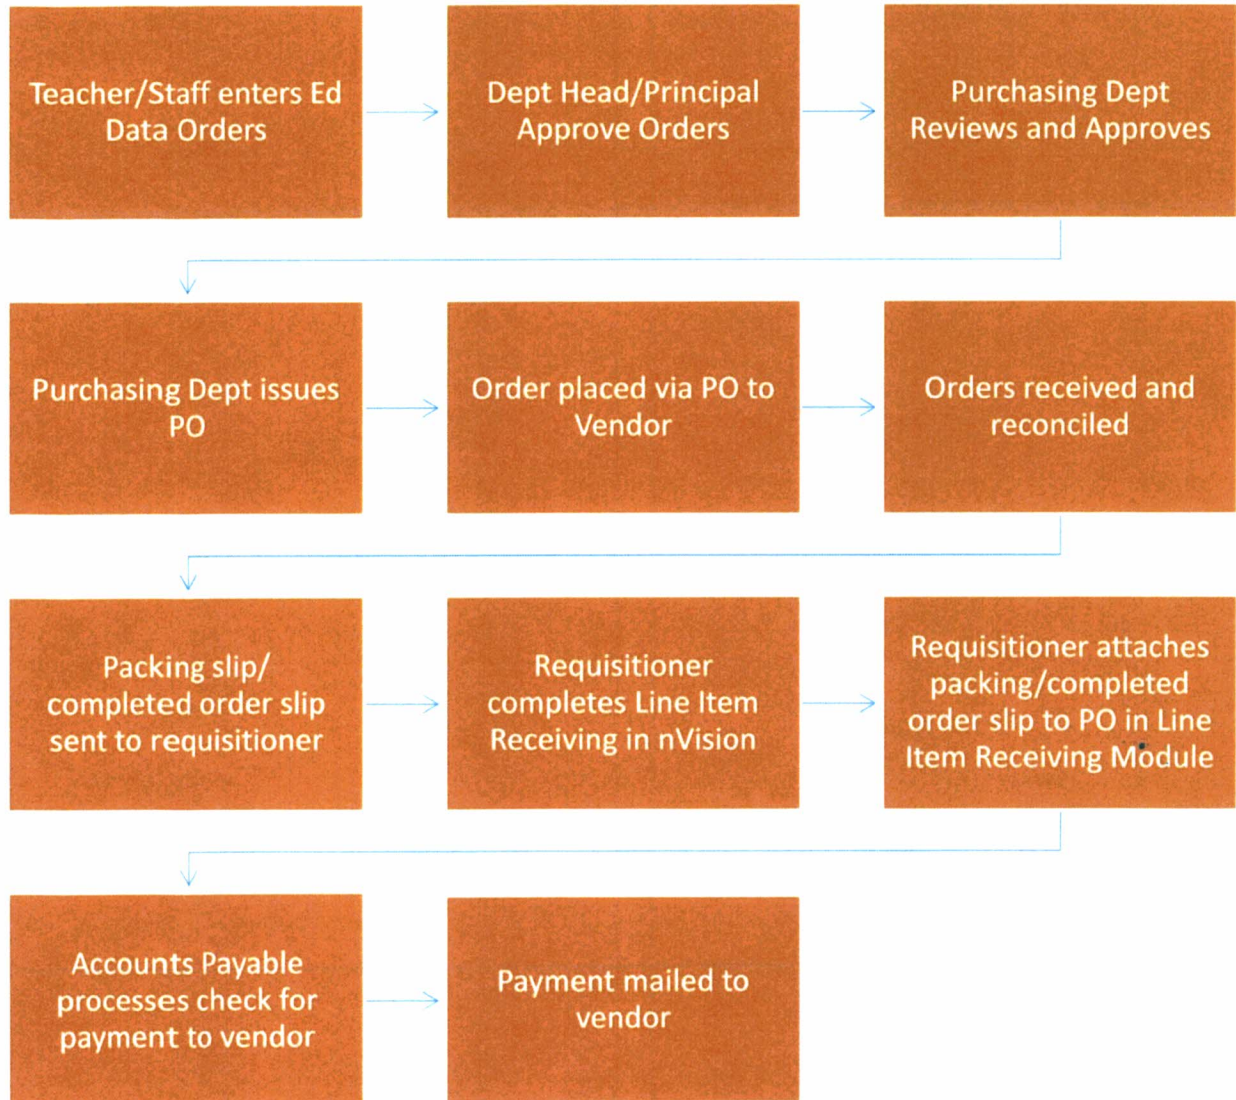 Teacher/Staff enters Ed
Data Orders
Dept Head/Principal
Approve Orders
Purchasing Dept
Reviews and Approves
Purchasing Dept issues
PO
Order placed via PO to
Vendor
Orders received and
reconciled
Packing slip/
completed order slip
sent to requisitioner
Requisitioner
completes Line Item
Receiving in nVision
Requisitioner attaches
packing/completed
order slip to PO in Line
Item Receiving Module
Accounts Payable
processes check for
payment to vendor
Payment mailed to
vendor